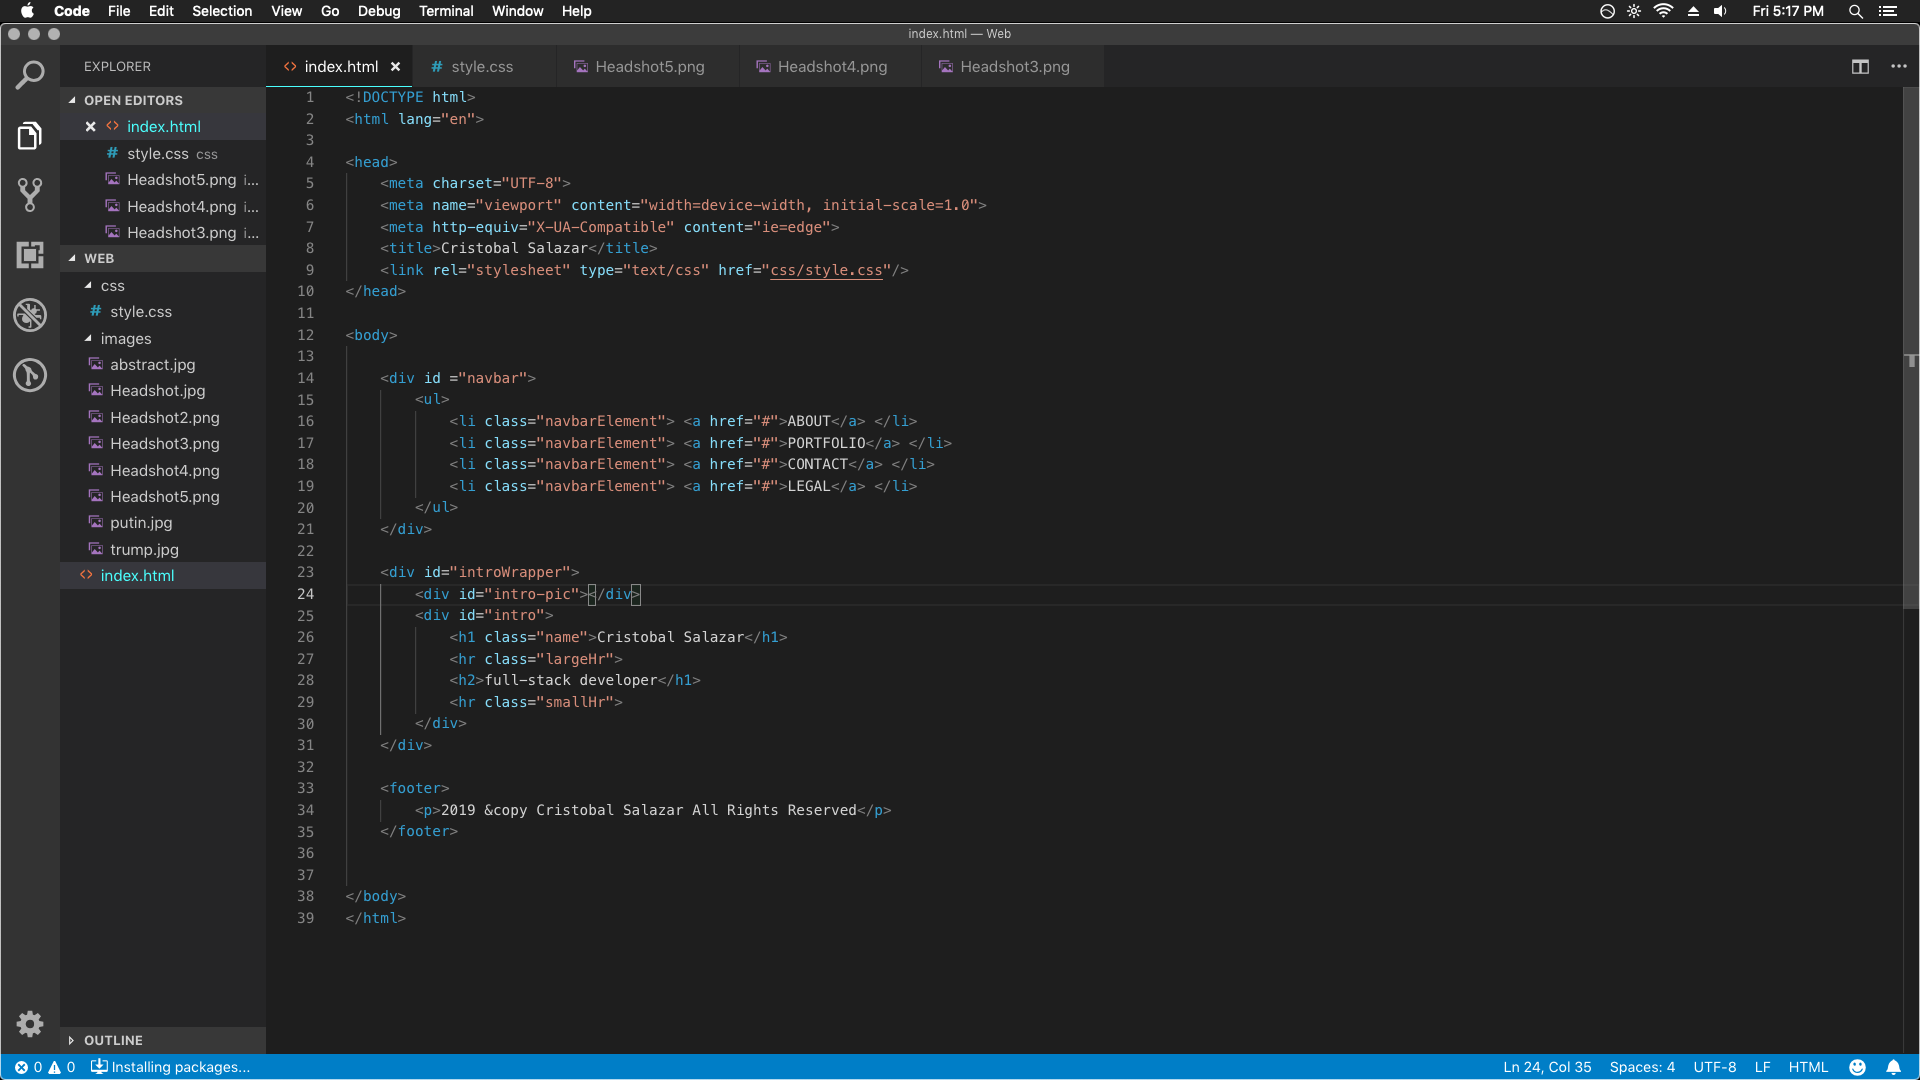 Code File Edit Selection View Go Debug Terminal Window Help Fri 5:17 PM
index.html — Web
EXPLORER
OPEN EDITORS
index.html
style.css css
Headshot5.png i...
Headshot4.png i...
Headshot3.png i...
WEB
css
style.css
images
abstract.jpg
Headshot.jpg
Headshot2.png
Headshot3.png
Headshot4.png
Headshot5.png
putin.jpg
trump.jpg
index.html
OUTLINE
index.html style.css Headshot5.png Headshot4.png Headshot3.png
1 <!DOCTYPE html>
2 <html lang="en">
3
4 <head>
5 <meta charset="UTF-8">
6 <meta name="viewport" content="width=device-width, initial-scale=1.0">
7 <meta http-equiv="X-UA-Compatible" content="ie=edge">
8 <title>Cristobal Salazar</title>
9 <link rel="stylesheet" type="text/css" href="css/style.css"/>
10 </head>
11
12 <body>
13
14 <div id ="navbar">
15 <ul>
16 <li class="navbarElement"> <a href="#">ABOUT</a> </li>
17 <li class="navbarElement"> <a href="#">PORTFOLIO</a> </li>
18 <li class="navbarElement"> <a href="#">CONTACT</a> </li>
19 <li class="navbarElement"> <a href="#">LEGAL</a> </li>
20 </ul>
21 </div>
22
23 <div id="introWrapper">
24 <div id="intro-pic"></div>
25 <div id="intro">
26 <h1 class="name">Cristobal Salazar</h1>
27 <hr class="largeHr">
28 <h2>full-stack developer</h1>
29 <hr class="smallHr">
30 </div>
31 </div>
32
33 <footer>
34 <p>2019 &copy Cristobal Salazar All Rights Reserved</p>
35 </footer>
36
37
38 </body>
39 </html>
0 0 Installing packages... Ln 24, Col 35 Spaces: 4 UTF-8 LF HTML